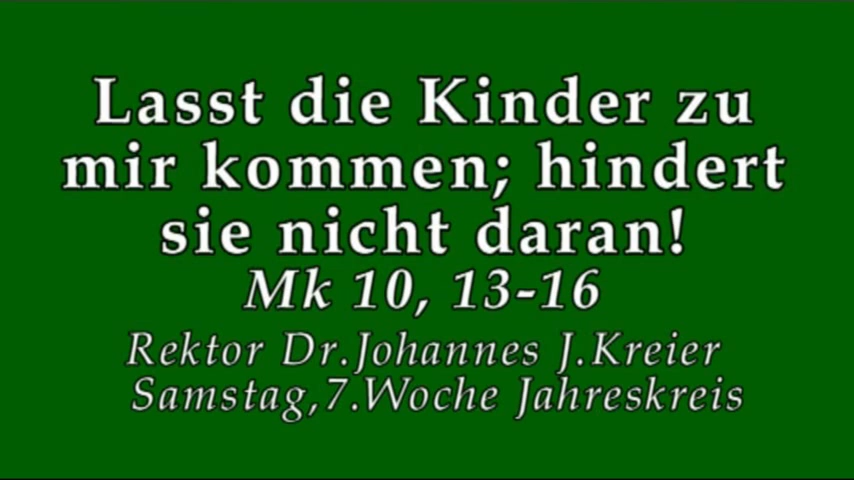 Lasst die Kinder zu
mir kommen; hindert
sie nicht daran!
Mk 10, 13-16
Rektor Dr.Johannes J.Kreier
Samstag,7.Woche Jahreskreis